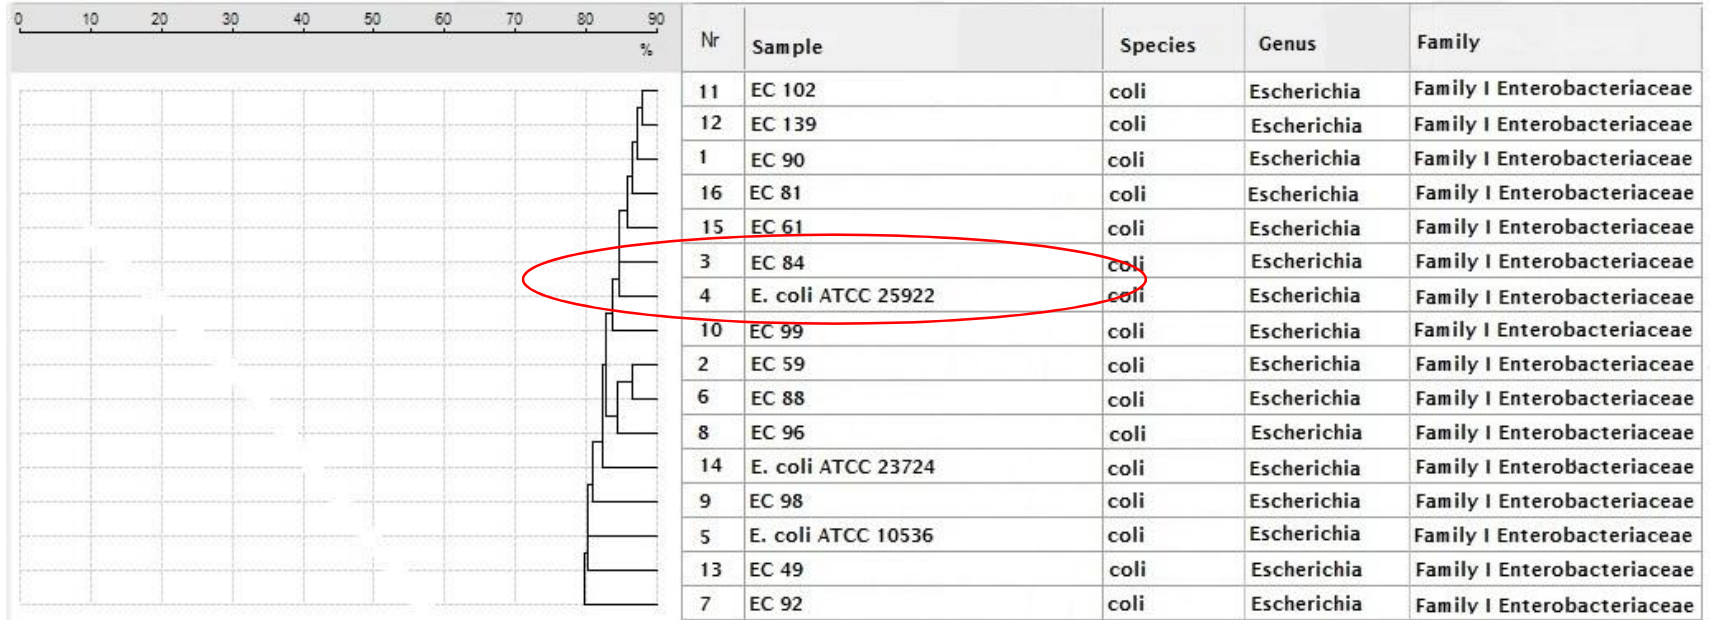 0 10 20 30 40 50 60 70 80 90
%
Nr Sample Species Genus Family
11 EC 102 coli Escherichia Family I Enterobacteriaceae
12 EC 139 coli Escherichia Family I Enterobacteriaceae
1 EC 90 coli Escherichia Family I Enterobacteriaceae
16 EC 81 coli Escherichia Family I Enterobacteriaceae
15 EC 61 coli Escherichia Family I Enterobacteriaceae
3 EC 84 coli Escherichia Family I Enterobacteriaceae
4 E. coli ATCC 25922 coli Escherichia Family I Enterobacteriaceae
10 EC 99 coli Escherichia Family I Enterobacteriaceae
2 EC 59 coli Escherichia Family I Enterobacteriaceae
6 EC 88 coli Escherichia Family I Enterobacteriaceae
8 EC 96 coli Escherichia Family I Enterobacteriaceae
14 E. coli ATCC 23724 coli Escherichia Family I Enterobacteriaceae
9 EC 98 coli Escherichia Family I Enterobacteriaceae
5 E. coli ATCC 10536 coli Escherichia Family I Enterobacteriaceae
13 EC 49 coli Escherichia Family I Enterobacteriaceae
7 EC 92 coli Escherichia Family I Enterobacteriaceae